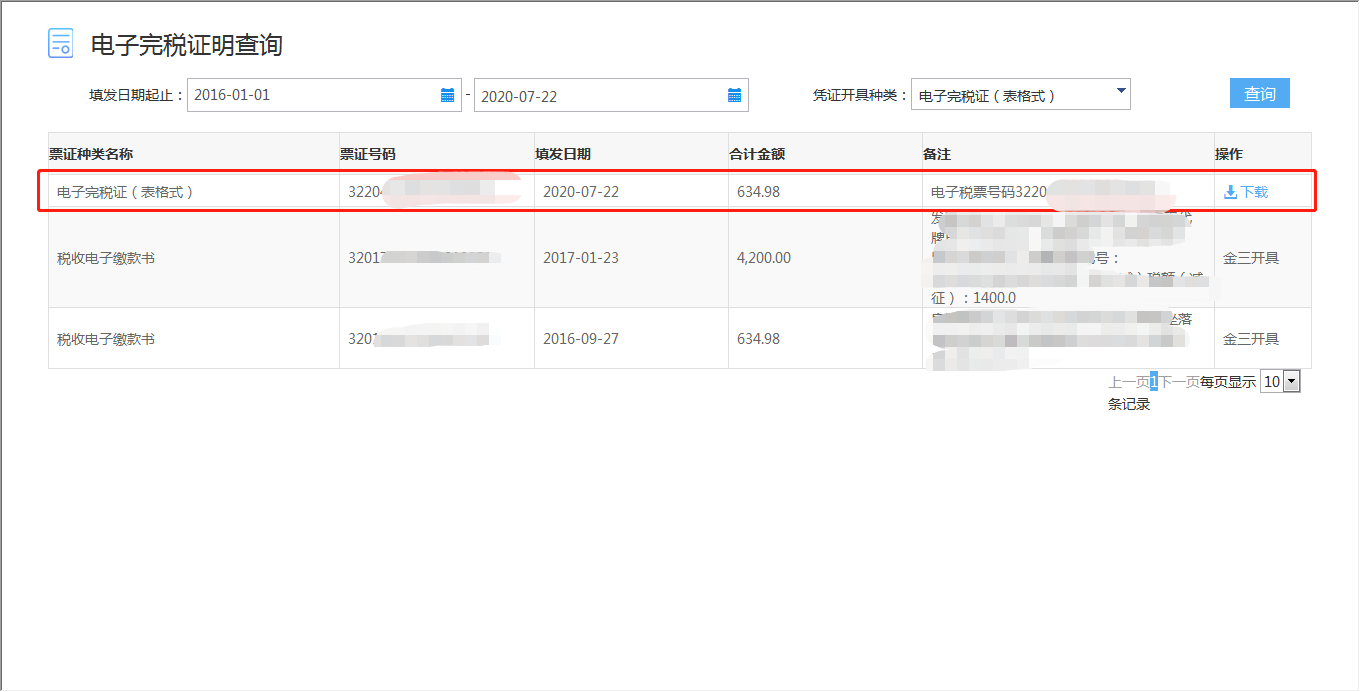 电子完税证明查询
填发日期起止： 2016-01-01 - 2020-07-22 凭证开具种类： 电子完税证（表格式） 查询
票证种类名称 票证号码 填发日期 合计金额 备注 操作
电子完税证（表格式） 3220 2020-07-22 634.98 电子税票号码3220 下载
税收电子缴款书 3201 2017-01-23 4,200.00 号： 征）：1400.0 金三开具
税收电子缴款书 320 2016-09-27 634.98 坐落 金三开具
上一页1下一页每页显示 10
条记录